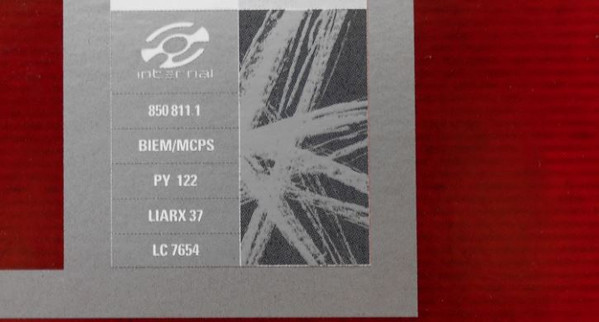 internal
850 811.1
BIEM/MCPS
PY 122
LIARX 37
LC 7654